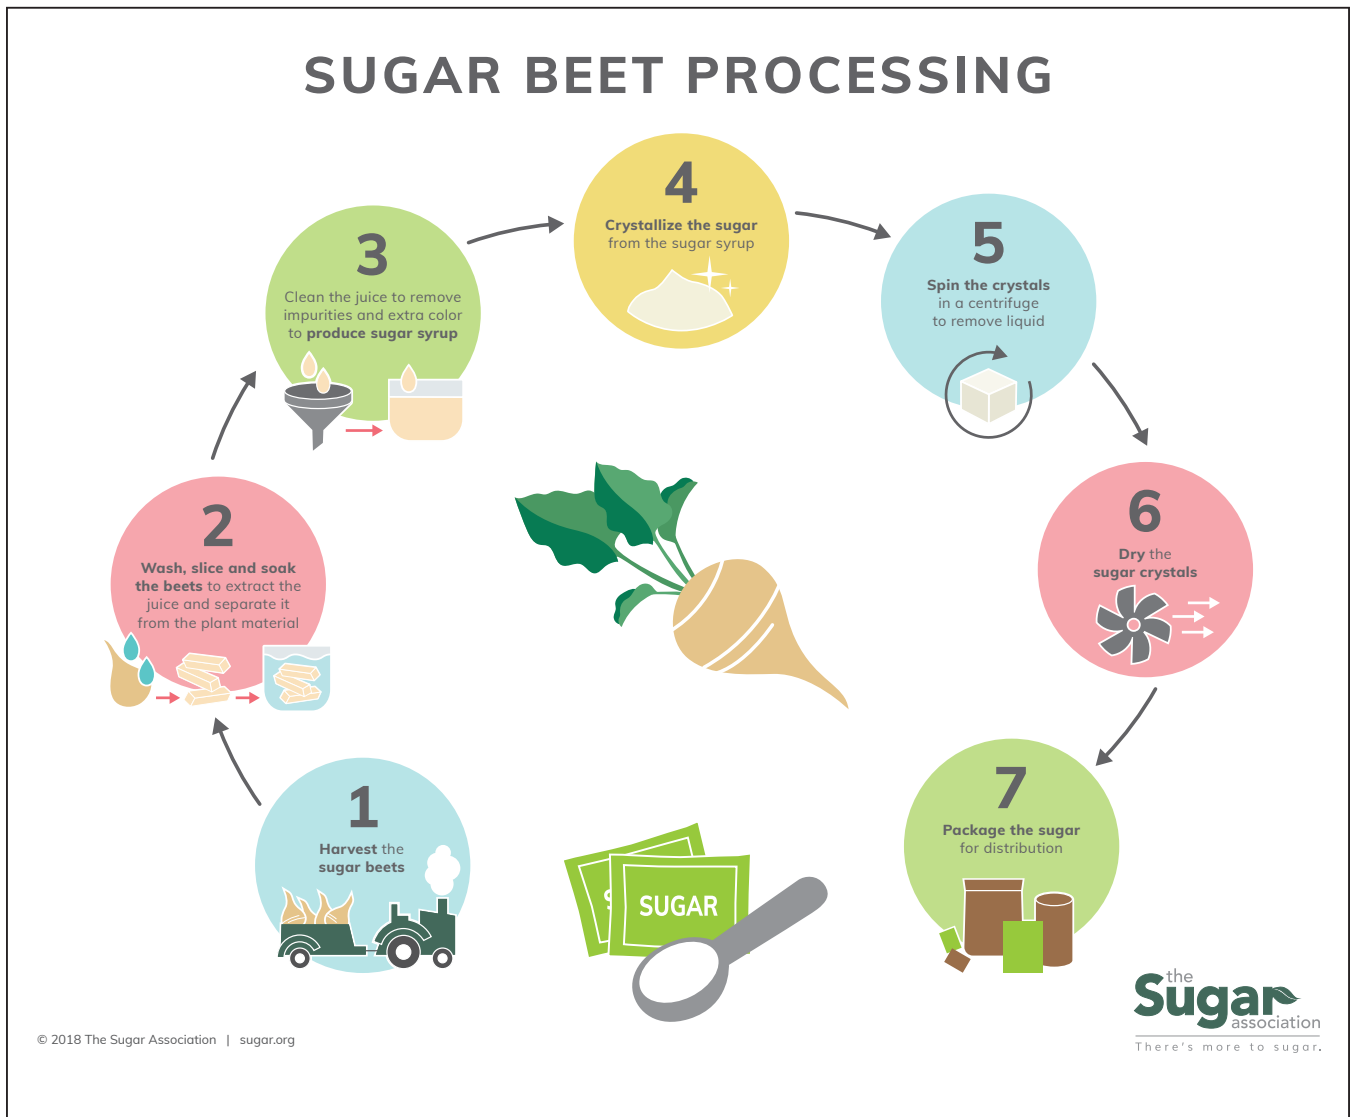 SUGAR BEET PROCESSING
1
Harvest the
sugar beets
2
Wash, slice and soak
the beets to extract the
juice and separate it
from the plant material
3
Clean the juice to remove
impurities and extra color
to produce sugar syrup
4
Crystallize the sugar
from the sugar syrup
5
Spin the crystals
in a centrifuge
to remove liquid
6
Dry the
sugar crystals
7
Package the sugar
for distribution
S
SUGAR
© 2018 The Sugar Association | sugar.org
the
Sugar
association
There's more to sugar.